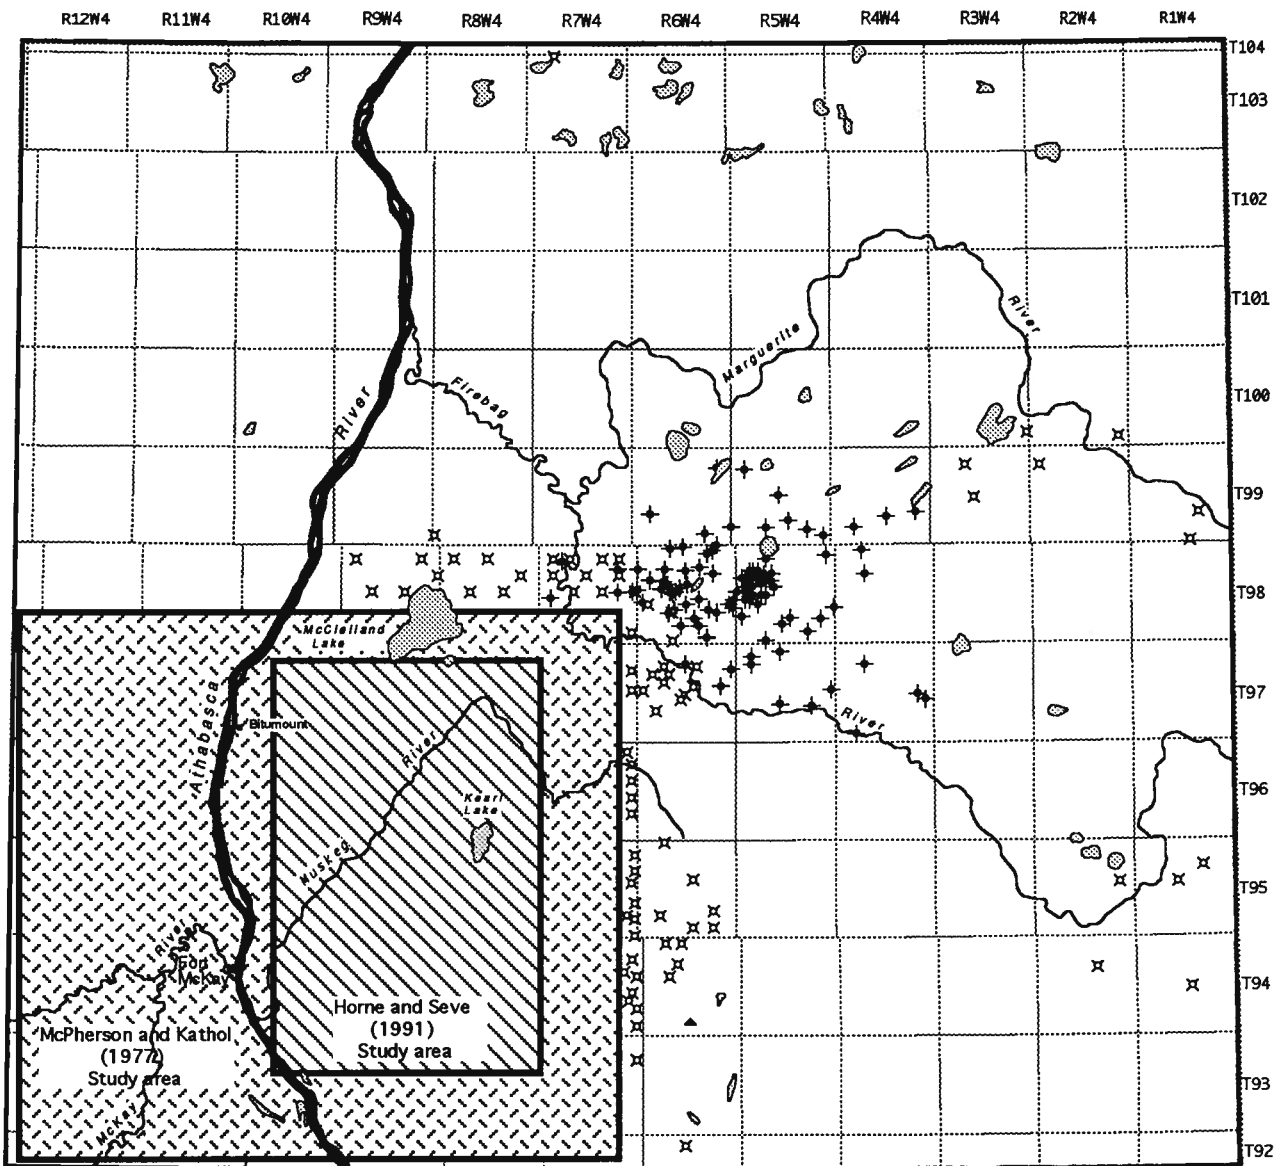 R12W4 R11W4 R10W4 R9W4 R8W4 R7W4 R6W4 R5W4 R4W4 R3W4 R2W4 R1W4
T104
T103
T102
T101
River
Marguerite
T100
Firebag
River
T99
T98
McClelland
Lake
T97
Athabasca
River
Bitumount
River
T96
Kearl
Lake
Muskeg
T95
River
Fort
McKay
T94
Horne and Seve
(1991)
Study area
McPherson and Kathol
(1977)
Study area
T93
McKay
T92